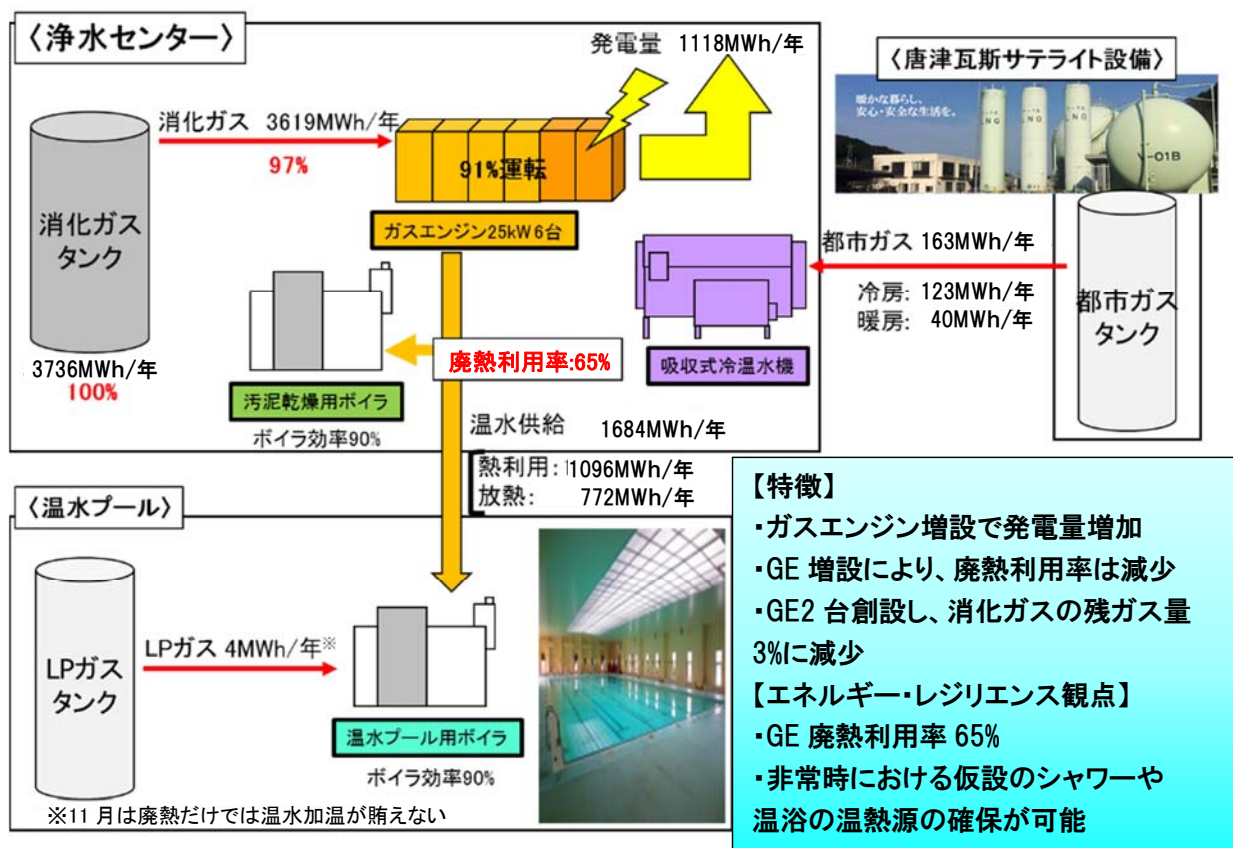 〈浄水センター〉
発電量 1118MWh/年
〈唐津瓦斯サテライト設備〉
暖かな暮らし、
安心・安全な生活を。
LNG
LNG
V-01B
消化ガス 3619MWh/年
97%
91%運転
ガスエンジン25kW6台
消化ガス
タンク
3736MWh/年
100%
都市ガス 163MWh/年
冷房: 123MWh/年
暖房: 40MWh/年
都市ガス
タンク
吸収式冷温水機
廃熱利用率:65%
汚泥乾燥用ボイラ
ボイラ効率90%
温水供給 1684MWh/年
熱利用: 1096MWh/年
放熱: 772MWh/年
〈温水プール〉
LPガス
タンク
LPガス 4MWh/年※
温水プール用ボイラ
ボイラ効率90%
※11月は廃熱だけでは温水加温が賄えない
【特徴】
・ガスエンジン増設で発電量増加
・GE 増設により、廃熱利用率は減少
・GE2 台創設し、消化ガスの残ガス量
3%に減少
【エネルギー・レジリエンス観点】
・GE 廃熱利用率 65%
・非常時における仮設のシャワーや
温浴の温熱源の確保が可能